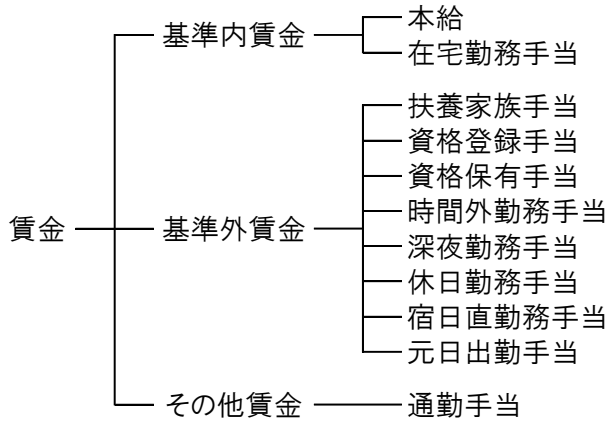 賃金
基準内賃金
本給
在宅勤務手当
基準外賃金
扶養家族手当
資格登録手当
資格保有手当
時間外勤務手当
深夜勤務手当
休日勤務手当
宿日直勤務手当
元日出勤手当
その他賃金
通勤手当